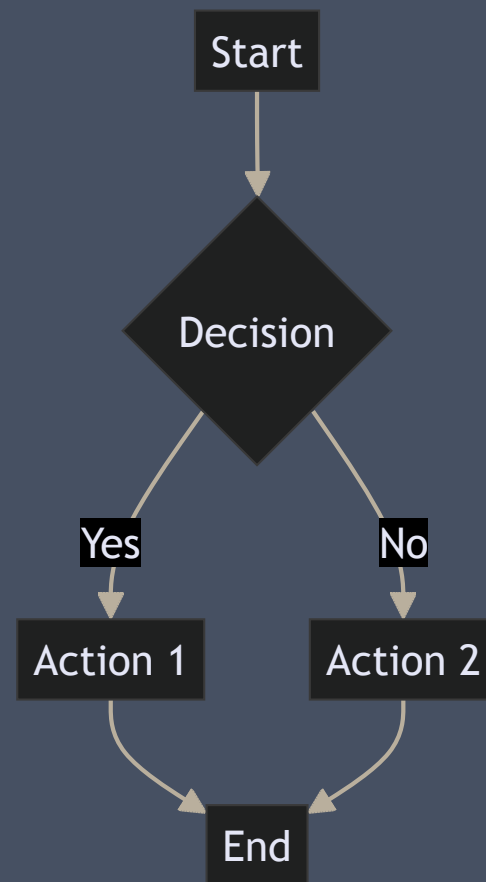 Start
Decision
Yes
No
Action 1
Action 2
End